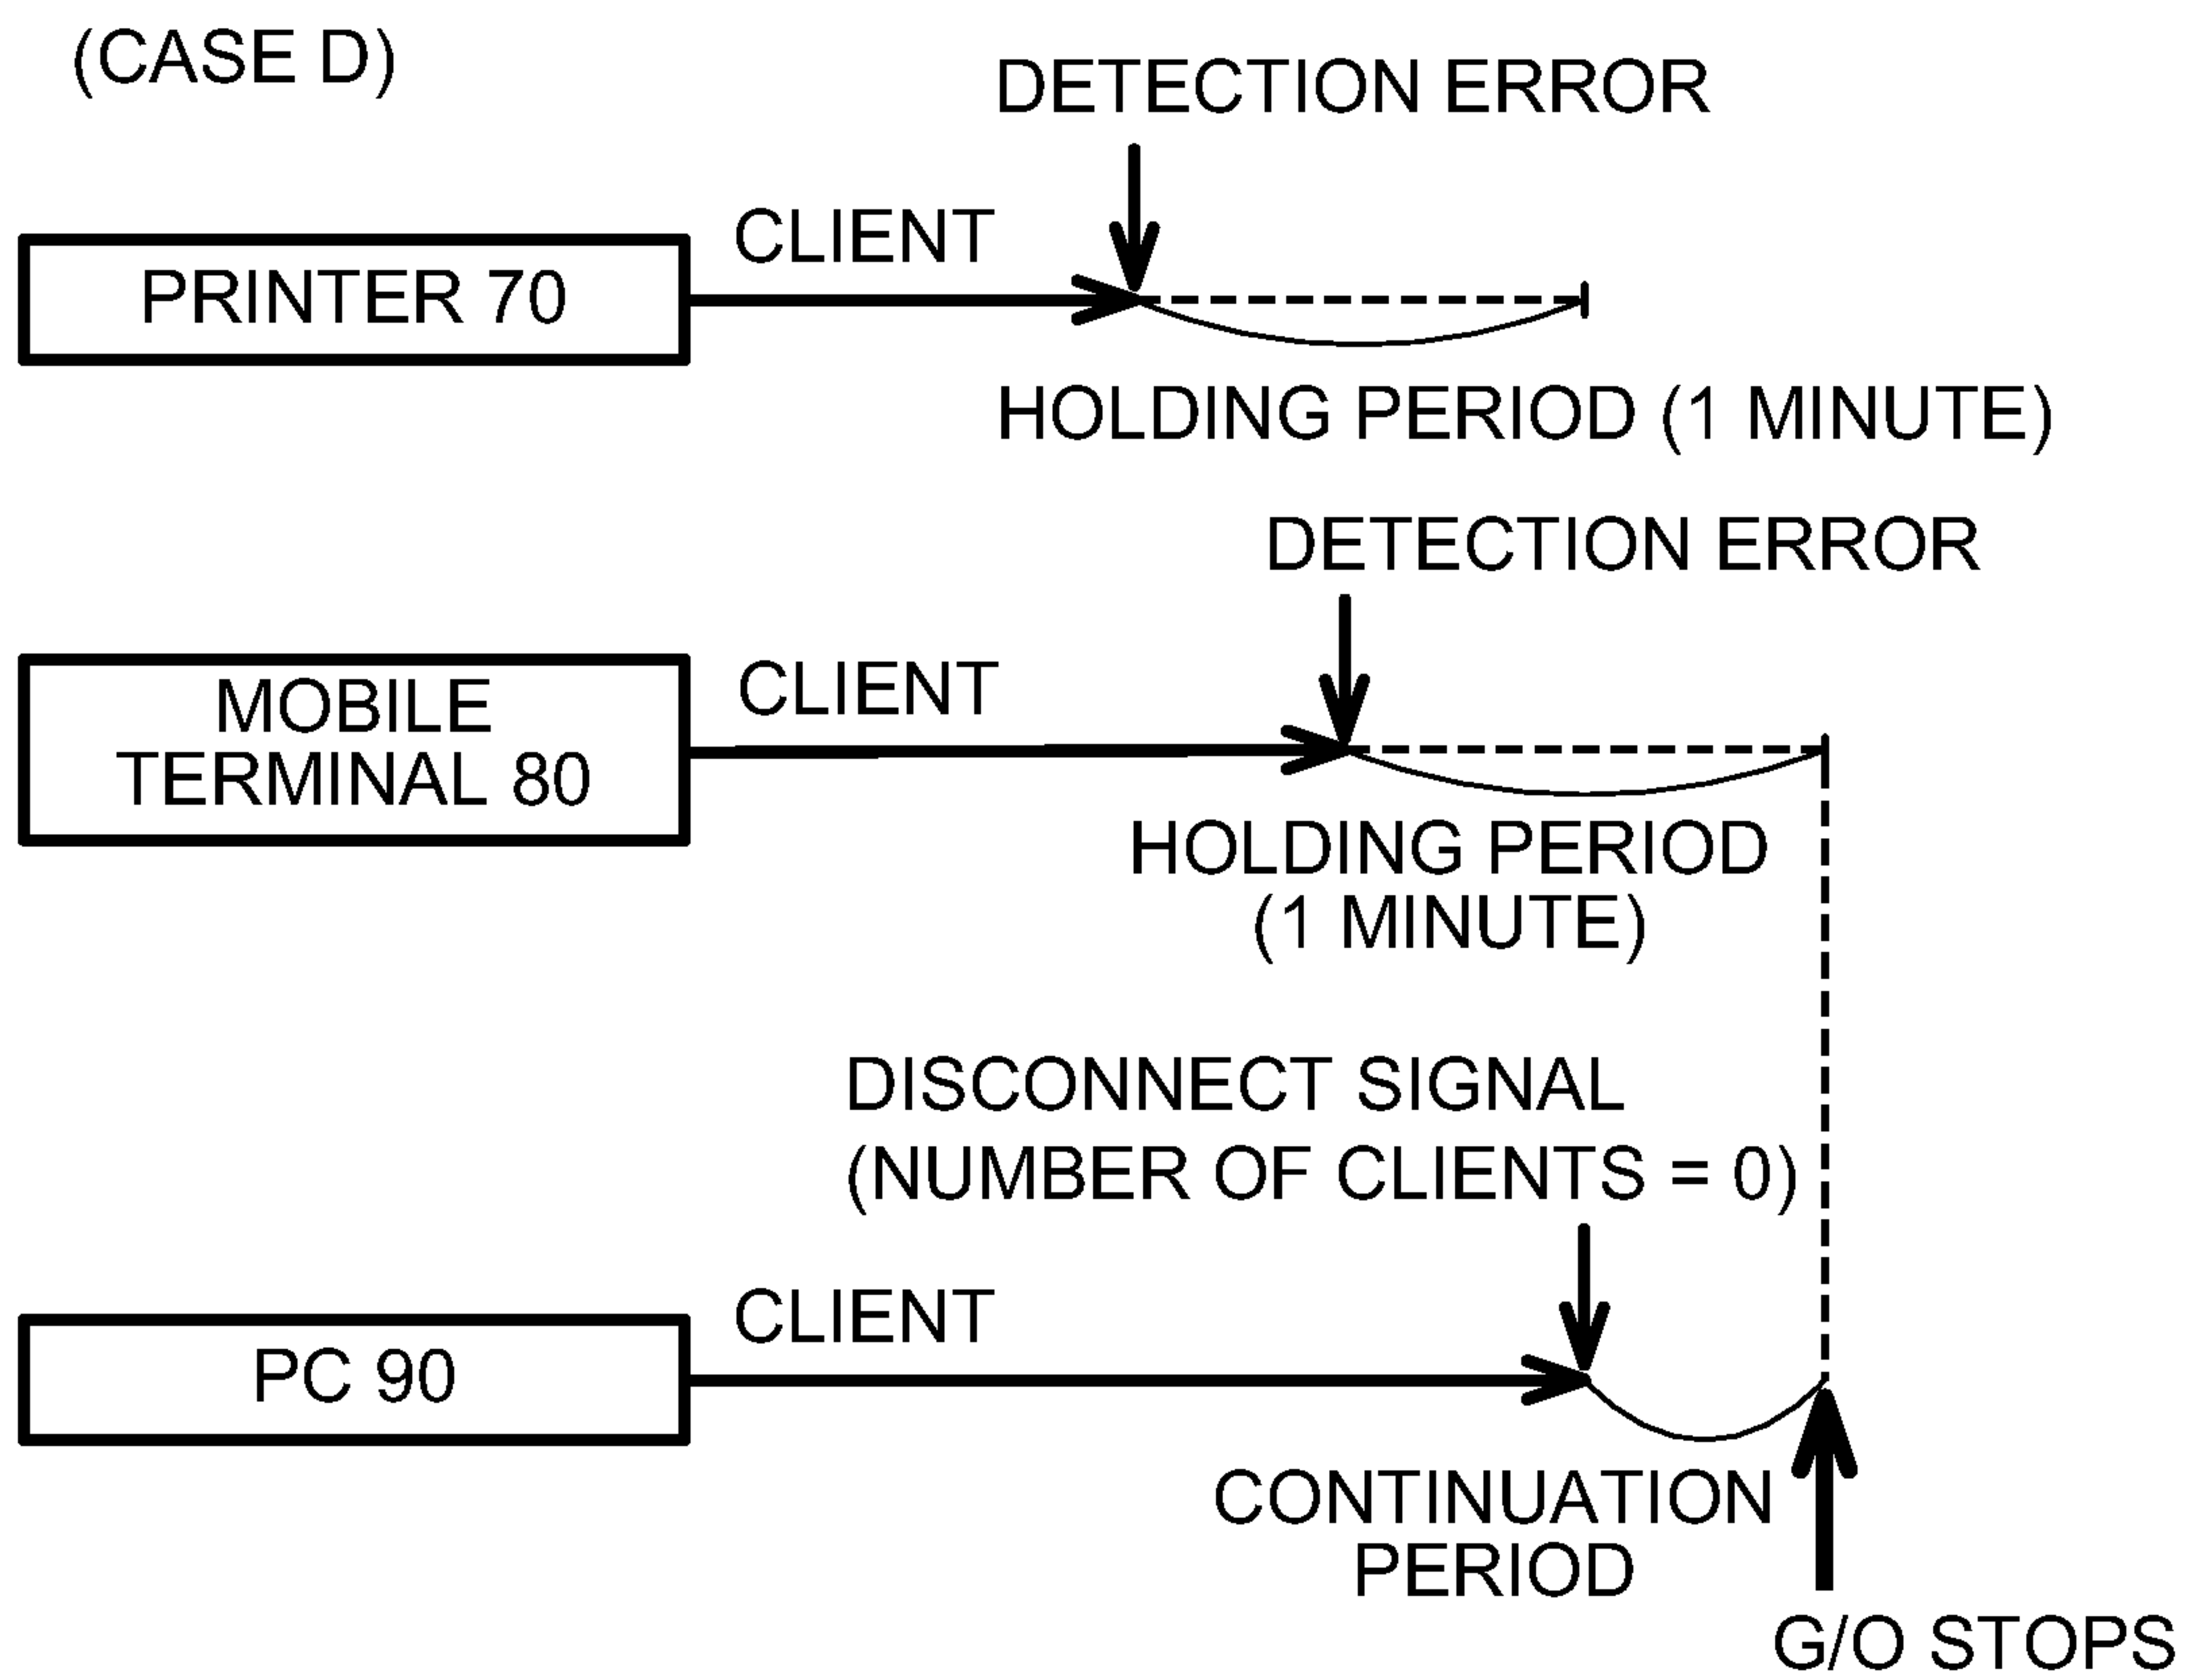 (CASE D)
DETECTION ERROR
CLIENT
PRINTER 70
HOLDING PERIOD (1 MINUTE)
DETECTION ERROR
CLIENT
MOBILE
TERMINAL 80
HOLDING PERIOD
(1 MINUTE)
DISCONNECT SIGNAL
(NUMBER OF CLIENTS = 0)
CLIENT
PC 90
CONTINUATION
PERIOD
G/O STOPS